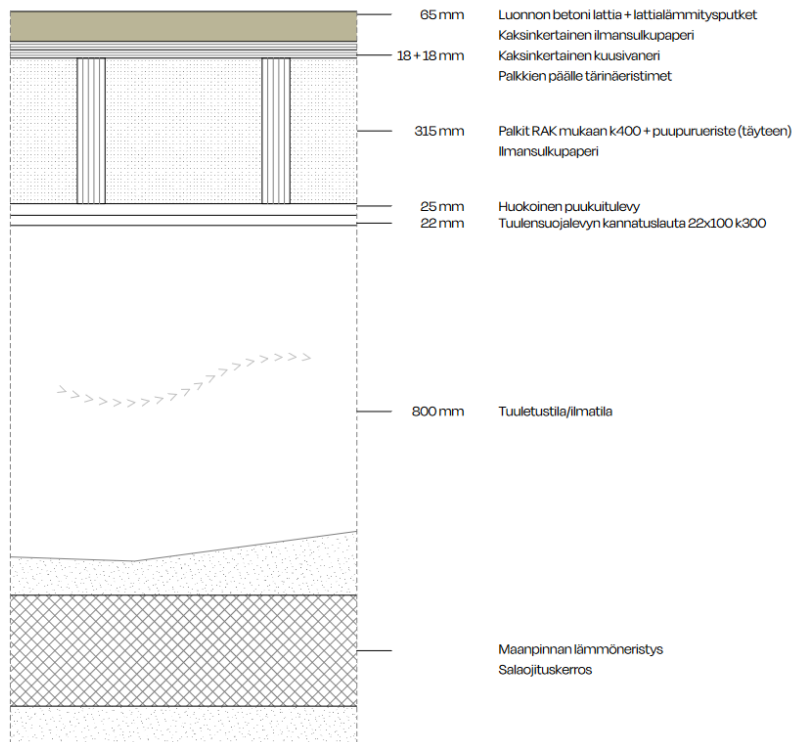 65 mm Luonnon betoni lattia + lattialämmitysputket
Kaksinkertainen ilmansulkupaperi
18 + 18 mm Kaksinkertainen kuusivaneri
Palkkien päälle tärinäeristimet
315 mm Palkit RAK mukaan k400 + puupurueriste (täyteen)
Ilmansulkupaperi
25 mm Huokoinen puukuitulevy
22 mm Tuulensuojalevyn kannatuslauta 22x100 k300
800 mm Tuuletustila/ilmatila
Maanpinnan lämmöneristys
Salaojituskerros